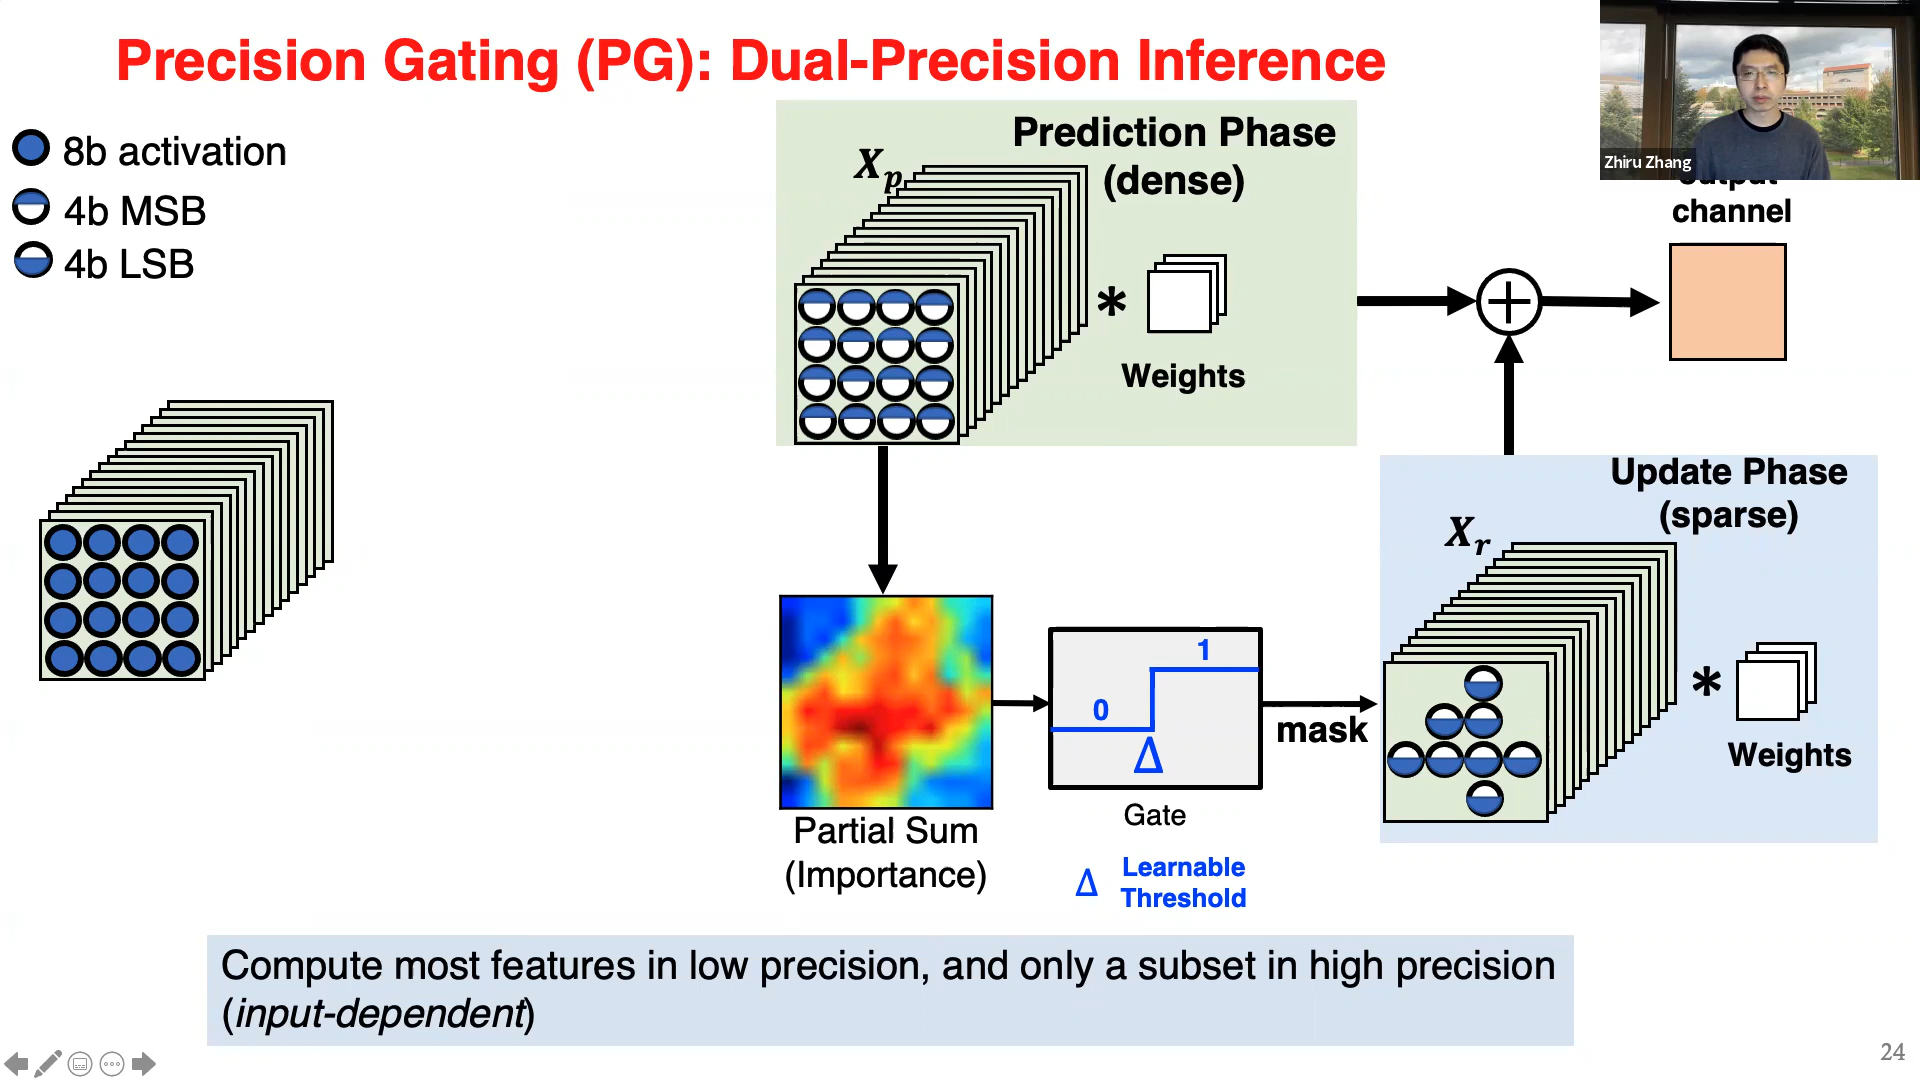 Precision Gating (PG): Dual-Precision Inference
8b activation
4b MSB
4b LSB
Prediction Phase
(dense)
Xp
*
Weights
Zhiru Zhang
output
channel
Update Phase
(sparse)
Xr
*
Weights
Partial Sum
(Importance)
0
1
Δ
Gate
mask
Δ Learnable
Threshold
Compute most features in low precision, and only a subset in high precision
(input-dependent)
24